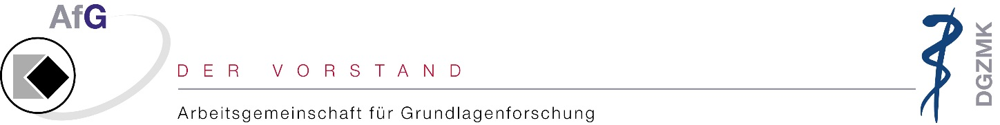 AfG
DER VORSTAND
Arbeitsgemeinschaft für Grundlagenforschung
DGZMK